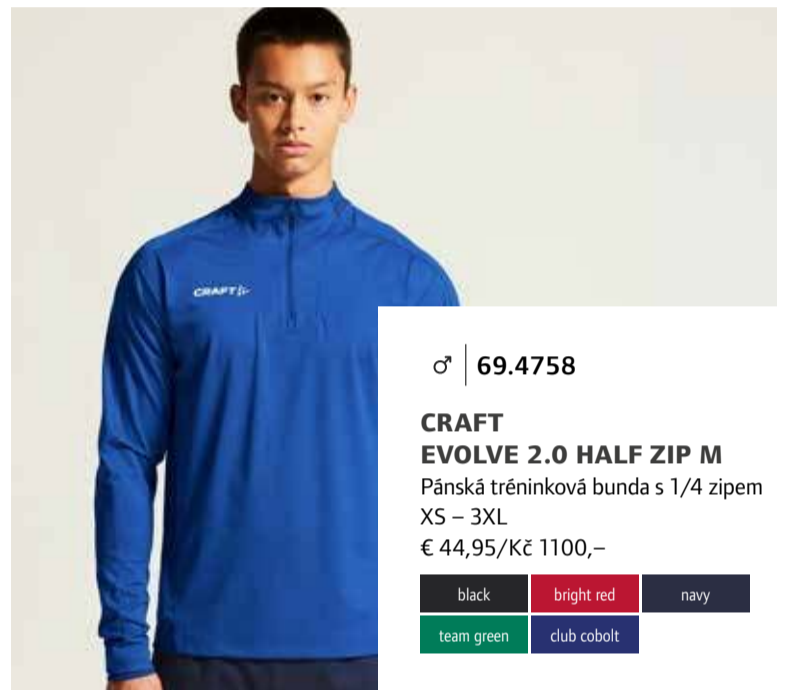 CRAFT
♂ 69.4758
CRAFT
EVOLVE 2.0 HALF ZIP M
Pánská tréninková bunda s 1/4 zipem
XS – 3XL
€ 44,95/Kč 1100,–
black bright red navy
team green club cobolt